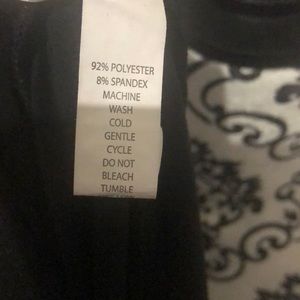 92% POLYESTER
8% SPANDEX
MACHINE
WASH
COLD
GENTLE
CYCLE
DO NOT
BLEACH
TUMBLE